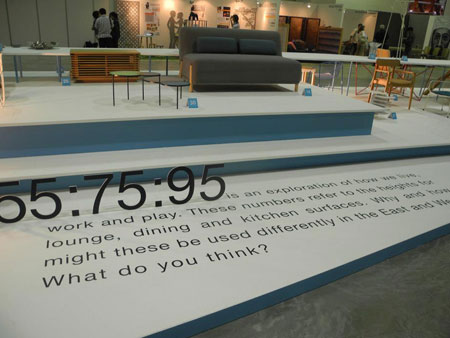 55:75:95 is an exploration of how we live,
work and play. These numbers refer to the heights for
lounge, dining and kitchen surfaces. Why and how
might these be used differently in the East and We
What do you think?